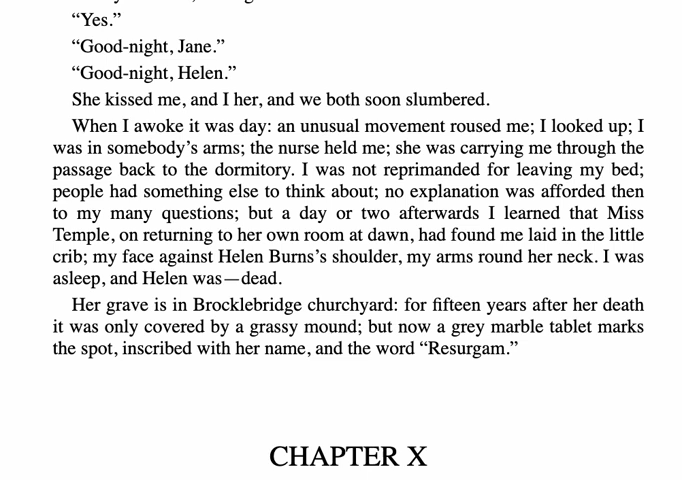 “Yes.”
“Good-night, Jane.”
“Good-night, Helen.”
She kissed me, and I her, and we both soon slumbered.
When I awoke it was day: an unusual movement roused me; I looked up; I
was in somebody’s arms; the nurse held me; she was carrying me through the
passage back to the dormitory. I was not reprimanded for leaving my bed;
people had something else to think about; no explanation was afforded then
to my many questions; but a day or two afterwards I learned that Miss
Temple, on returning to her own room at dawn, had found me laid in the little
crib; my face against Helen Burns’s shoulder, my arms round her neck. I was
asleep, and Helen was—dead.
Her grave is in Brocklebridge churchyard: for fifteen years after her death
it was only covered by a grassy mound; but now a grey marble tablet marks
the spot, inscribed with her name, and the word “Resurgam.”
CHAPTER X